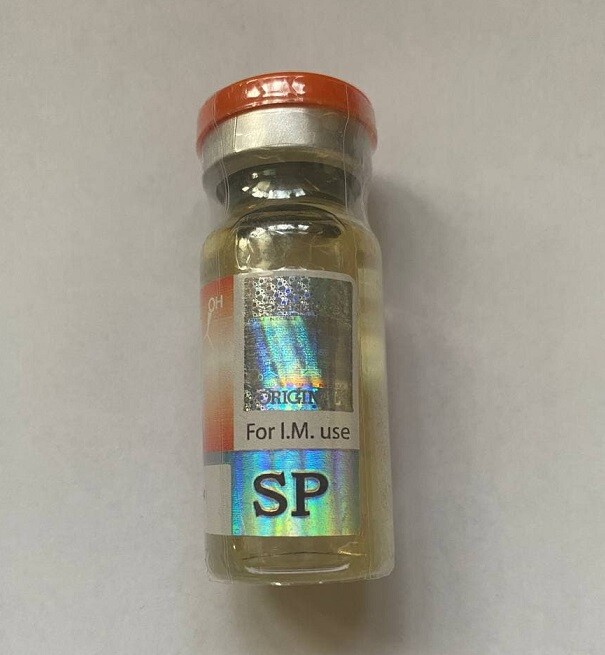 OH
ORIGIN
For I.M. use
SP